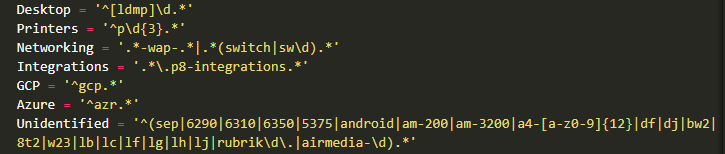 Desktop = '^[ldmp]\d.*'
Printers = '^p\d{3}.*'
Networking = '.*-wap-.*|.*(switch|sw\d).*'
Integrations = '.*\.p8-integrations.*'
GCP = '^gcp.*'
Azure = '^azr.*'
Unidentified = '^(sep|6290|6310|6350|5375|android|am-200|am-3200|a4-[a-z0-9]{12}|df|dj|bw2|
8t2|w23|lb|lc|lf|lg|lh|lj|rubrik\d\.|airmedia-\d).*'